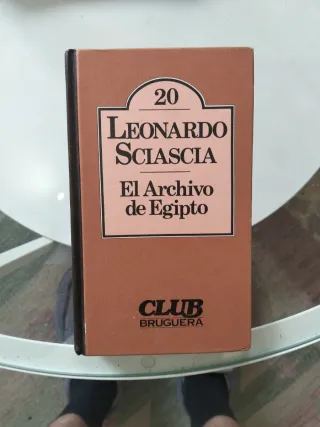 20
LEONARDO
SCIASCIA
El Archivo
de Egipto
CLUB
BRUGUERA